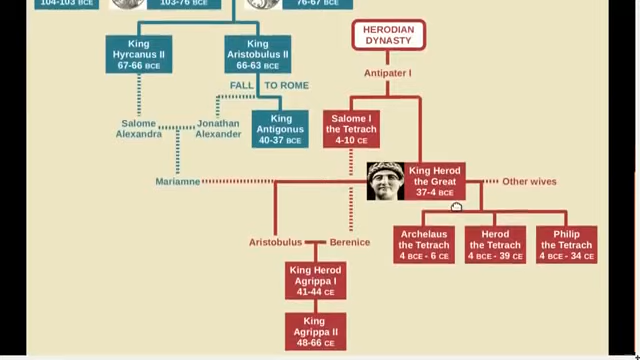 104-103 BCE
103-76 BCE
76-67 BCE
King
Hyrcanus II
67-66 BCE
King
Aristobulus II
66-63 BCE
HERODIAN
DYNASTY
Antipater I
FALL TO ROME
Salome
Alexandra
Jonathan
Alexander
King
Antigonus
40-37 BCE
Salome I
the Tetrach
4-10 CE
Mariamne
King Herod
the Great
37-4 BCE
Other wives
Aristobulus
Berenice
Archelaus
the Tetrach
4 BCE - 6 CE
Herod
the Tetrach
4 BCE - 39 CE
Philip
the Tetrach
4 BCE - 34 CE
King Herod
Agrippa I
41-44 CE
King
Agrippa II
48-66 CE